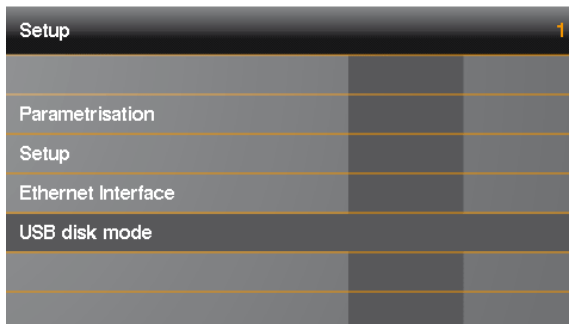 Setup 1
Parametrisation
Setup
Ethernet Interface
USB disk mode